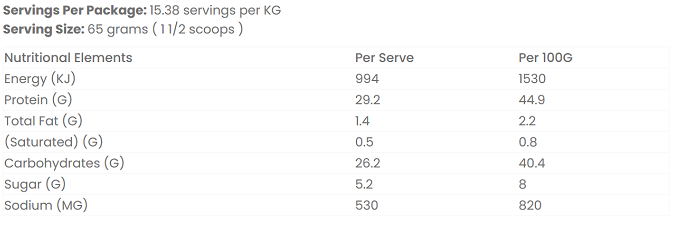 Servings Per Package: 15.38 servings per KG
Serving Size: 65 grams ( 1 1/2 scoops )
Nutritional Elements Per Serve Per 100G
Energy (KJ) 994 1530
Protein (G) 29.2 44.9
Total Fat (G) 1.4 2.2
(Saturated) (G) 0.5 0.8
Carbohydrates (G) 26.2 40.4
Sugar (G) 5.2 8
Sodium (MG) 530 820